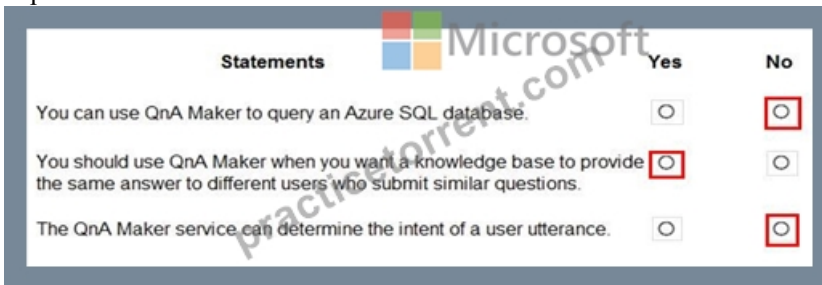 Microsoft
Statements Yes No
You can use QnA Maker to query an Azure SQL database.
You should use QnA Maker when you want a knowledge base to provide
the same answer to different users who submit similar questions.
The QnA Maker service can determine the intent of a user utterance.
practicetorrent.com